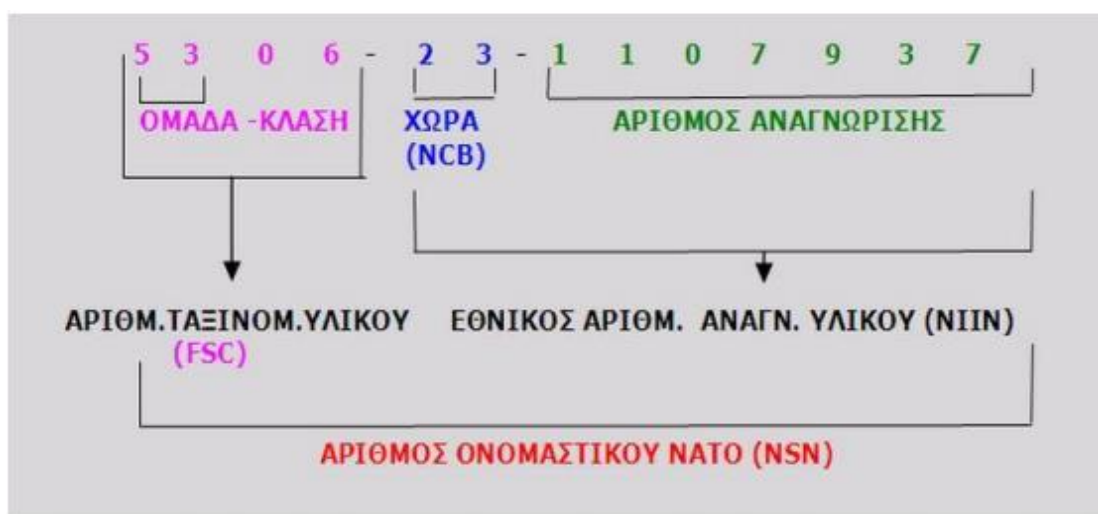 5 3 0 6 - 2 3 - 1 1 0 7 9 3 7
ΟΜΑΔΑ -ΚΛΑΣΗ ΧΩΡΑ ΑΡΙΘΜΟΣ ΑΝΑΓΝΩΡΙΣΗΣ
(NCB)
ΑΡΙΘΜ.ΤΑΞΙΝΟΜ.ΥΛΙΚΟΥ ΕΘΝΙΚΟΣ ΑΡΙΘΜ. ΑΝΑΓΝ. ΥΛΙΚΟΥ (NIIN)
(FSC)
ΑΡΙΘΜΟΣ ΟΝΟΜΑΣΤΙΚΟΥ ΝΑΤΟ (NSN)